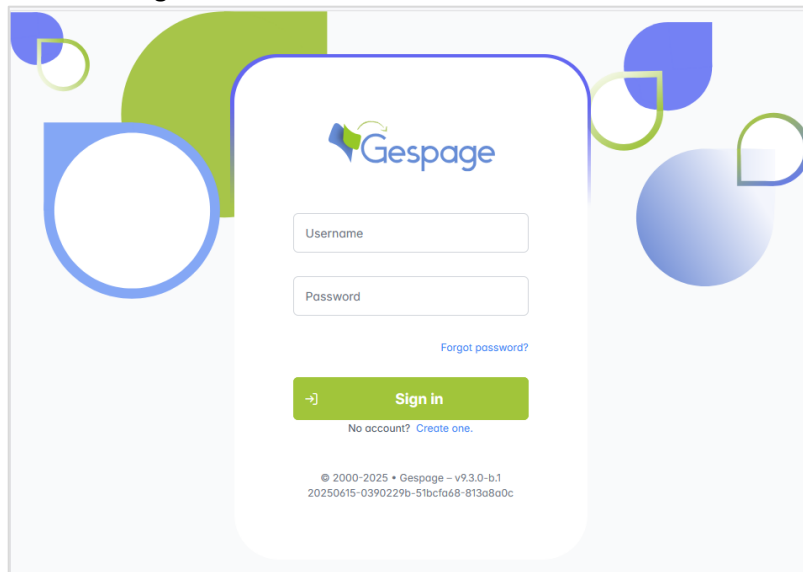 Gespage
Username
Password
Forgot password?
Sign in
No account? Create one.
© 2000-2025 • Gespage – v9.3.0-b.1
20250615-0390229b-51bcfa68-813a8a0c